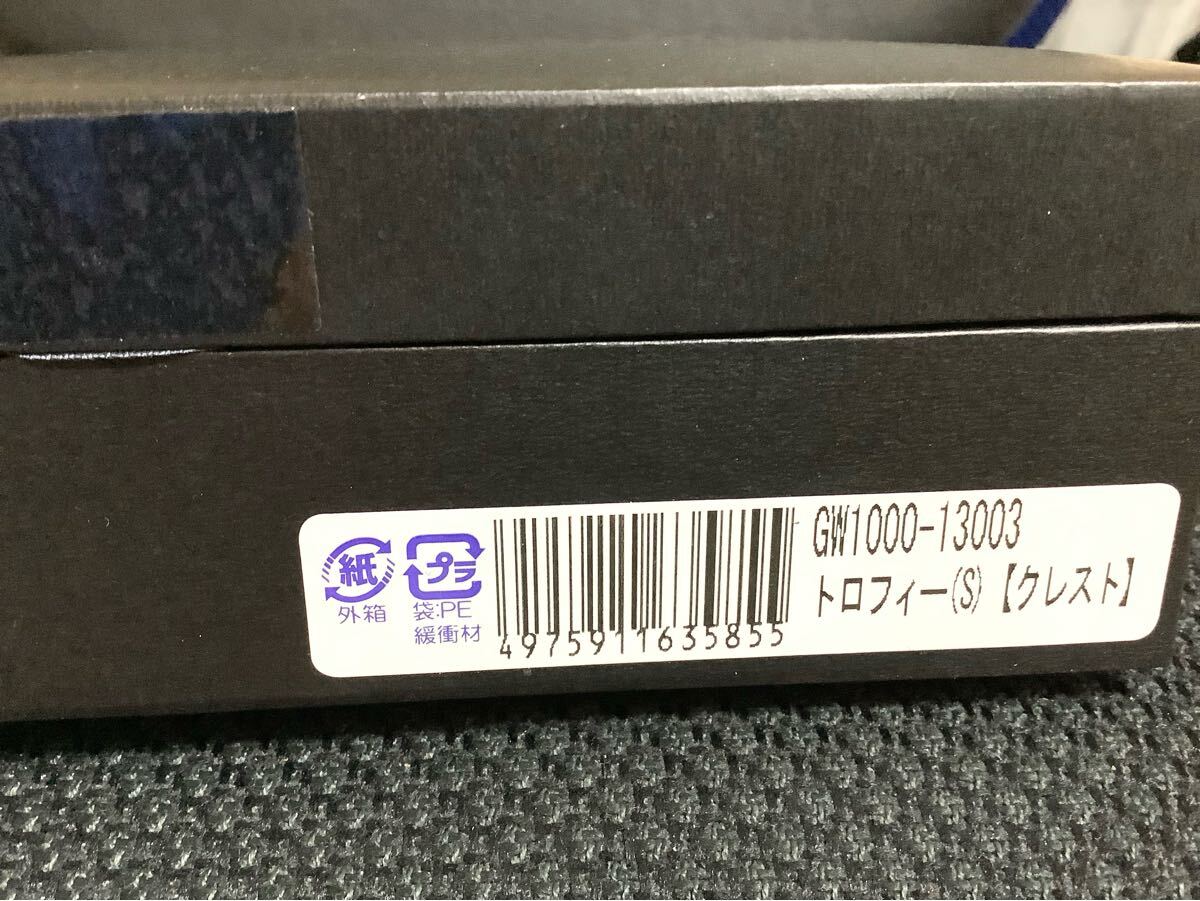 紙
外箱
プラ
袋:PE
緩衝材
4975911635855
GW1000-13003
トロフィー(S)【クレスト】